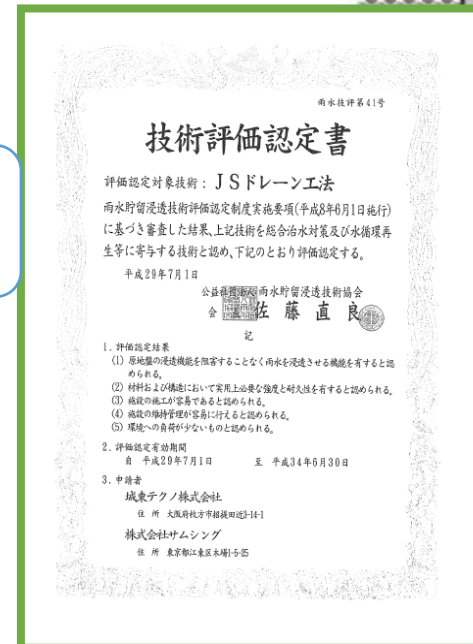 雨水技評第41号
技術評価認定書
評価認定対象技術：JSドレーン工法
雨水貯留浸透技術評価認定制度実施要項(平成8年6月1日施行)
に基づき審査した結果、上記技術を総合治水対策及び水循環再
生等に寄与する技術と認め、下記のとおり評価認定する。
平成29年7月1日
公益社団法人雨水貯留浸透技術協会
会 佐藤直良
記
1. 評価認定結果
(1) 原地盤の浸透機能を阻害することなく雨水を浸透させる機能を有すると認
められる。
(2) 材料および構造において実用上必要な強度と耐久性を有すると認められる。
(3) 施設の施工が容易であると認められる。
(4) 施設の維持管理が容易に行えると認められる。
(5) 環境への負荷が少ないものと認められる。
2. 評価認定有効期間
自 平成29年7月1日 至 平成34年6月30日
3. 申請者
城東テクノ株式会社
住所 大阪府枚方市招提田近3-14-1
株式会社サムシング
住所 東京都江東区木場1-5-25